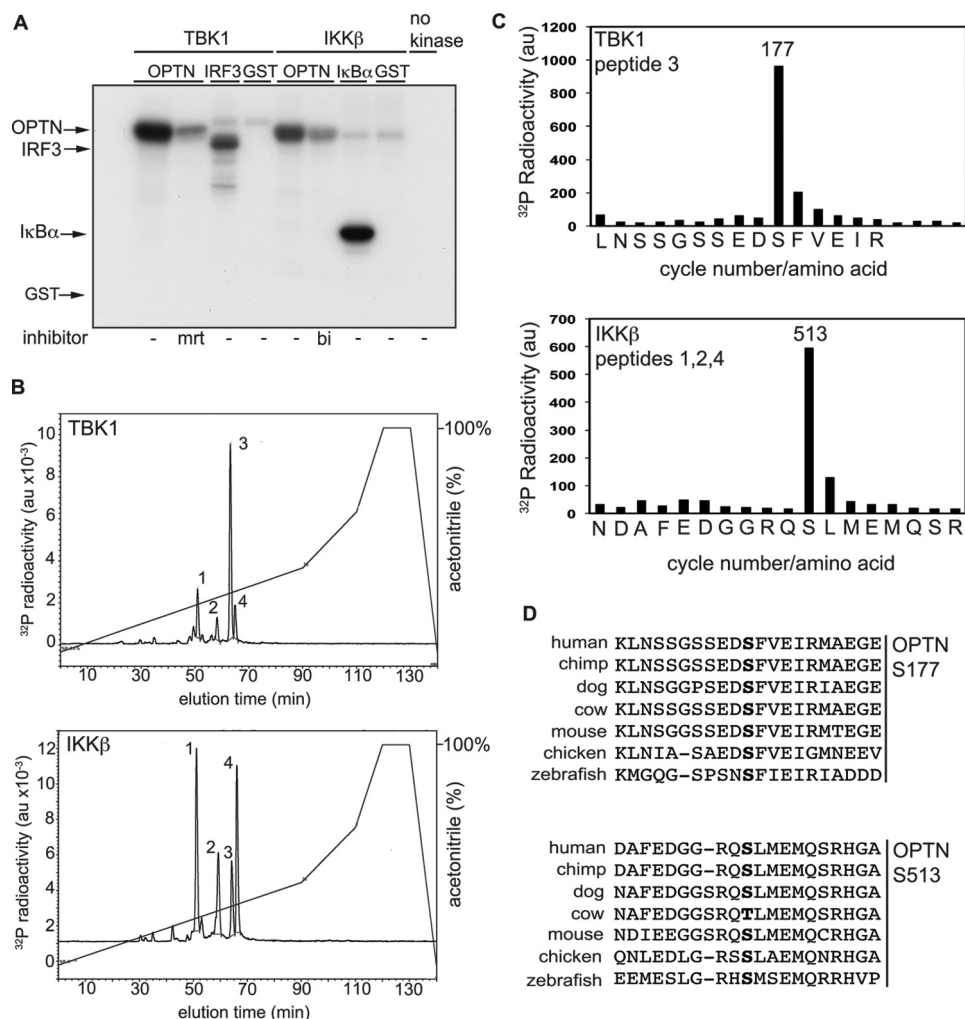 A
no
kinase
TBK1
IKKβ
OPTN IRF3 GST OPTN IκBα GST
OPTN
IRF3
IκBα
GST
inhibitor - mrt - - - bi - - -
B
TBK1
10
8
6
4
2
0
³²P radioactivity (au x10⁻³)
1
2
3
4
100%
acetonitrile (%)
10 30 50 70 90 110 130
elution time (min)
IKKβ
12
10
8
6
4
2
0
³²P radioactivity (au x10⁻³)
1
2
3
4
100%
acetonitrile (%)
10 30 50 70 90 110 130
elution time (min)
C
TBK1
peptide 3
177
1200
1000
800
600
400
200
0
³²P Radioactivity (au)
L N S S G S S E D S F V E I R
cycle number/amino acid
IKKβ
peptides 1,2,4
513
700
600
500
400
300
200
100
0
³²P Radioactivity (au)
N D A F E D G G R Q S L M E M Q S R
cycle number/amino acid
D
human KLNSSGSSEDSFVEIRMAEGE
chimp KLNSSGSSEDSFVEIRMAEGE
dog KLNSGGPSEDSFVEIRIAEGE
cow KLNSSGSSEDSFVEIRMAEGE
mouse KLNSGGSSEDSFVEIRMTEGE
chicken KLNIA-SAEDSFVEIGMNEEV
zebrafish KMGQG-SPSNSFIEIRIADDD
OPTN
S177
human DAFEDGG-RQSLMEMQSRHGA
chimp DAFEDGG-RQSLMEMQSRHGA
dog NAFEDGG-RQSLMEMQSRHGA
cow NAFEDGGSRQTLMEMQSRHGA
mouse NDIEEGGSRQSLMEMQCRHGA
chicken QNLEDLG-RSSLAEMQNRHGA
zebrafish EEMESLG-RHSMSEMQRRHVP
OPTN
S513